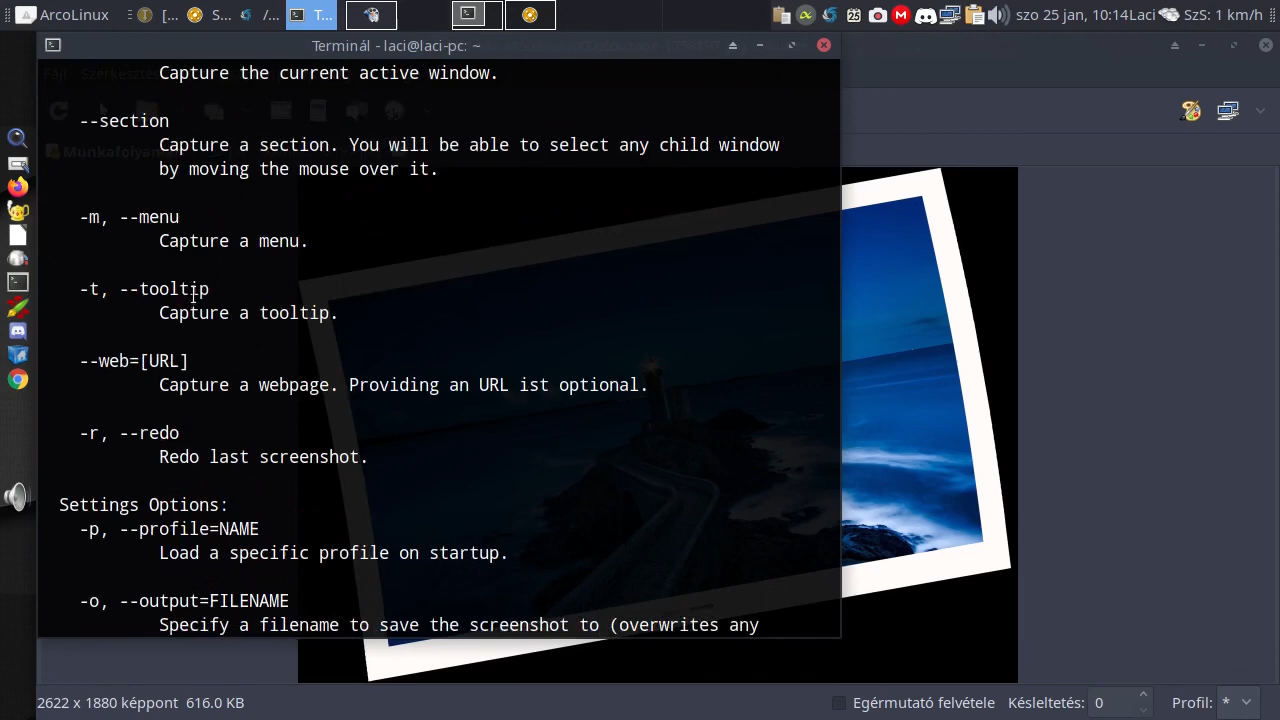 ArcoLinux
[...
S...
/...
T...
25
szo 25 jan, 10:14
Laci
SzS: 1 km/h
Terminál - laci@laci-pc: ~
Fájl
Munkafolyama
Capture the current active window.
--section
Capture a section. You will be able to select any child window
by moving the mouse over it.
-m, --menu
Capture a menu.
-t, --tooltip
Capture a tooltip.
--web=[URL]
Capture a webpage. Providing an URL ist optional.
-r, --redo
Redo last screenshot.
Settings Options:
-p, --profile=NAME
Load a specific profile on startup.
-o, --output=FILENAME
Specify a filename to save the screenshot to (overwrites any
2622 x 1880 képpont 616.0 KB
Egérmutató felvétele
Késleltetés: 0
Profil: *